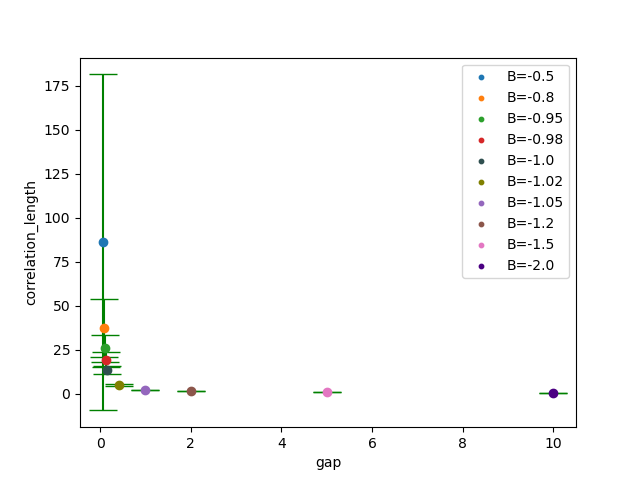 175
150
125
100
75
50
25
0
correlation_length
0
2
4
6
8
10
gap
B=-0.5
B=-0.8
B=-0.95
B=-0.98
B=-1.0
B=-1.02
B=-1.05
B=-1.2
B=-1.5
B=-2.0